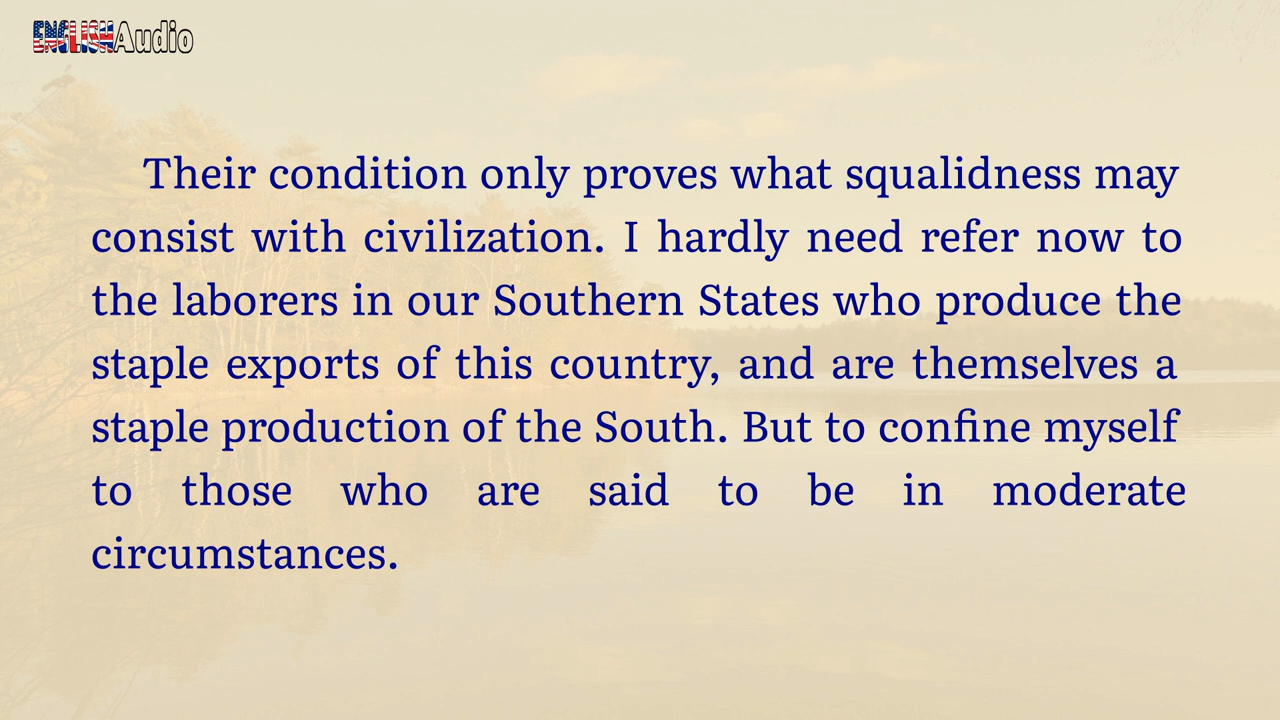 ENGLISHAudio
Their condition only proves what squalidness may
consist with civilization. I hardly need refer now to
the laborers in our Southern States who produce the
staple exports of this country, and are themselves a
staple production of the South. But to confine myself
to those who are said to be in moderate
circumstances.